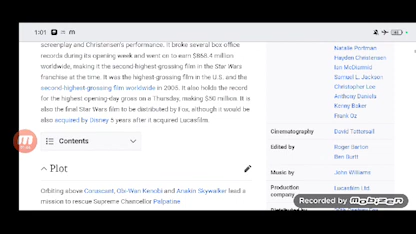 1:01
screenplay and Christensen's performance. It broke several box office
records during its opening week and went on to earn $868.4 million
worldwide, making it the second highest-grossing film in the Star Wars
franchise at the time. It was the highest-grossing film in the U.S. and the
second-highest-grossing film worldwide in 2005. It also holds the record
for the highest opening-day gross on a Thursday, making $50 million. It is
also the final Star Wars film to be distributed by Fox, although it would be
also acquired by Disney 5 years after it acquired Lucasfilms.
Contents
Plot
Orbiting above Coruscant, Obi-Wan Kenobi and Anakin Skywalker lead a
mission to rescue Supreme Chancellor Palpatine
Natalie Portman
Hayden Christensen
Ian McDiarmid
Samuel L. Jackson
Christopher Lee
Anthony Daniels
Kenny Baker
Frank Oz
Cinematography David Tattersall
Edited by Roger Barton
Ben Burtt
Music by John Williams
Production
company
Lucasfilm Ltd.
Recorded by
mobizen